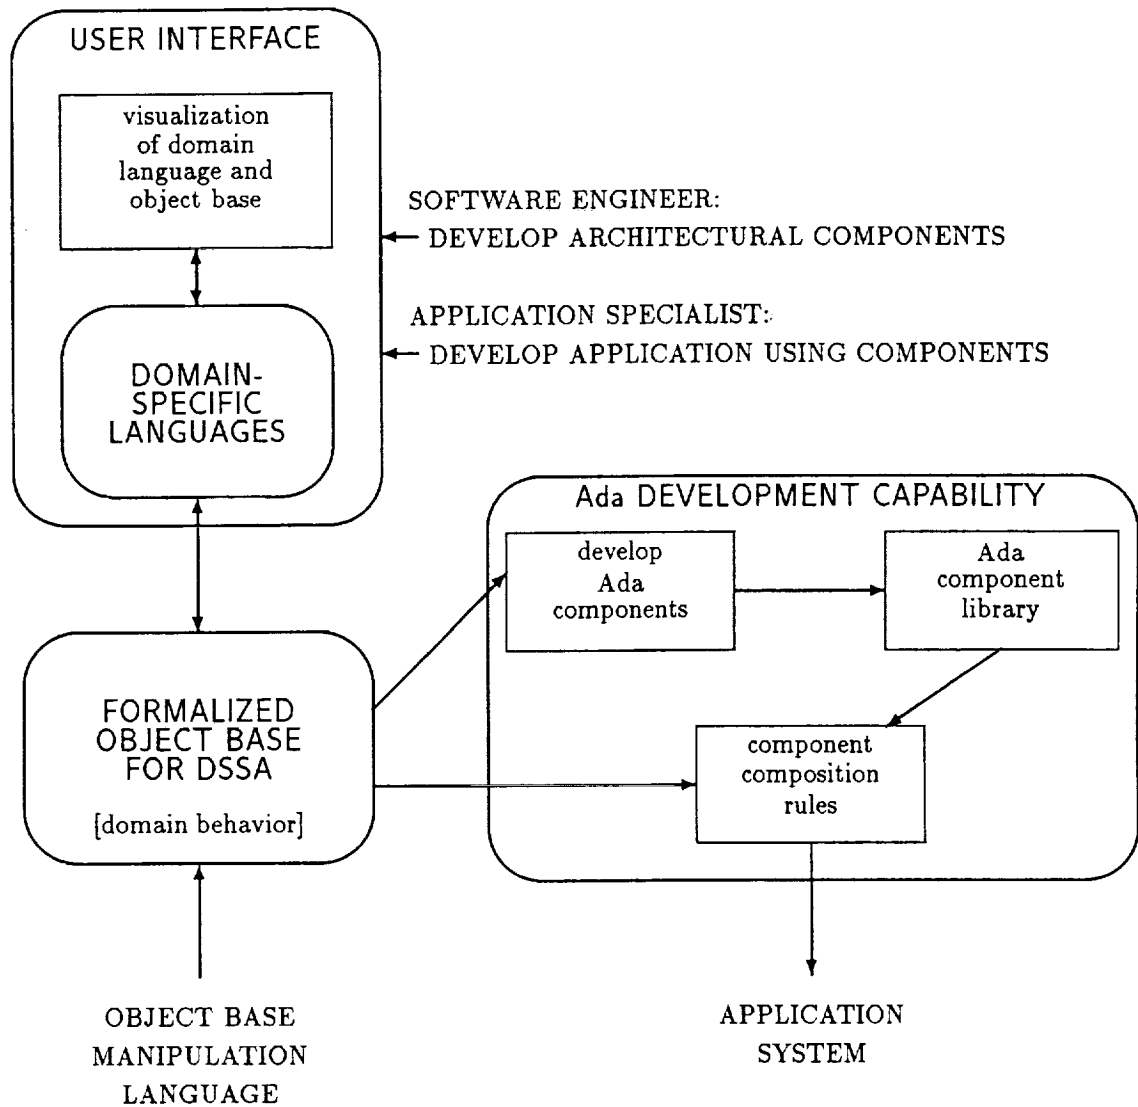 USER INTERFACE
visualization
of domain
language and
object base
SOFTWARE ENGINEER:
DEVELOP ARCHITECTURAL COMPONENTS
APPLICATION SPECIALIST:
DEVELOP APPLICATION USING COMPONENTS
DOMAIN-
SPECIFIC
LANGUAGES
Ada DEVELOPMENT CAPABILITY
develop
Ada
components
Ada
component
library
FORMALIZED
OBJECT BASE
FOR DSSA
[domain behavior]
component
composition
rules
OBJECT BASE
MANIPULATION
LANGUAGE
APPLICATION
SYSTEM